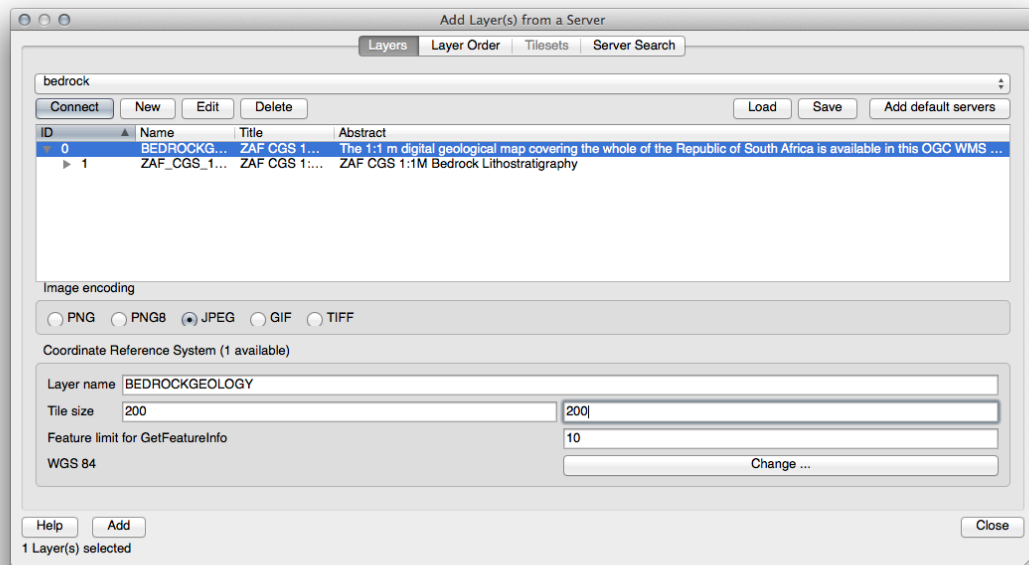 Add Layer(s) from a Server
Layers Layer Order Tilesets Server Search
bedrock
Connect New Edit Delete Load Save Add default servers
ID Name Title Abstract
0 BEDROCKG... ZAF CGS 1... The 1:1 m digital geological map covering the whole of the Republic of South Africa is available in this OGC WMS ...
1 ZAF_CGS_1... ZAF CGS 1:... ZAF CGS 1:1M Bedrock Lithostratigraphy
Image encoding
PNG PNG8 JPEG GIF TIFF
Coordinate Reference System (1 available)
Layer name BEDROCKGEOLOGY
Tile size 200 200
Feature limit for GetFeatureInfo 10
WGS 84 Change ...
Help Add Close
1 Layer(s) selected